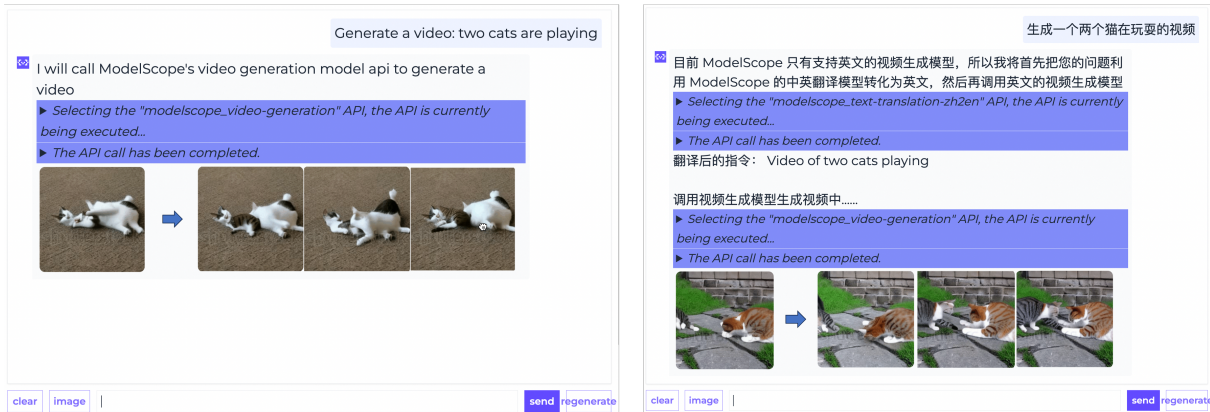 Generate a video: two cats are playing
I will call ModelScope's video generation model api to generate a
video
▶ Selecting the "modelscope_video-generation" API, the API is currently
being executed...
▶ The API call has been completed.
clear
image
send
regenerate
生成一个两个猫在玩耍的视频
目前 ModelScope 只有支持英文的视频生成模型，所以我将首先把您的问题利
用 ModelScope 的中英翻译模型转化为英文，然后再调用英文的视频生成模型
▶ Selecting the "modelscope_text-translation-zh2en" API, the API is currently
being executed...
▶ The API call has been completed.
翻译后的指令： Video of two cats playing
调用视频生成模型生成视频中......
▶ Selecting the "modelscope_video-generation" API, the API is currently
being executed...
▶ The API call has been completed.
clear
image
send
regenerate